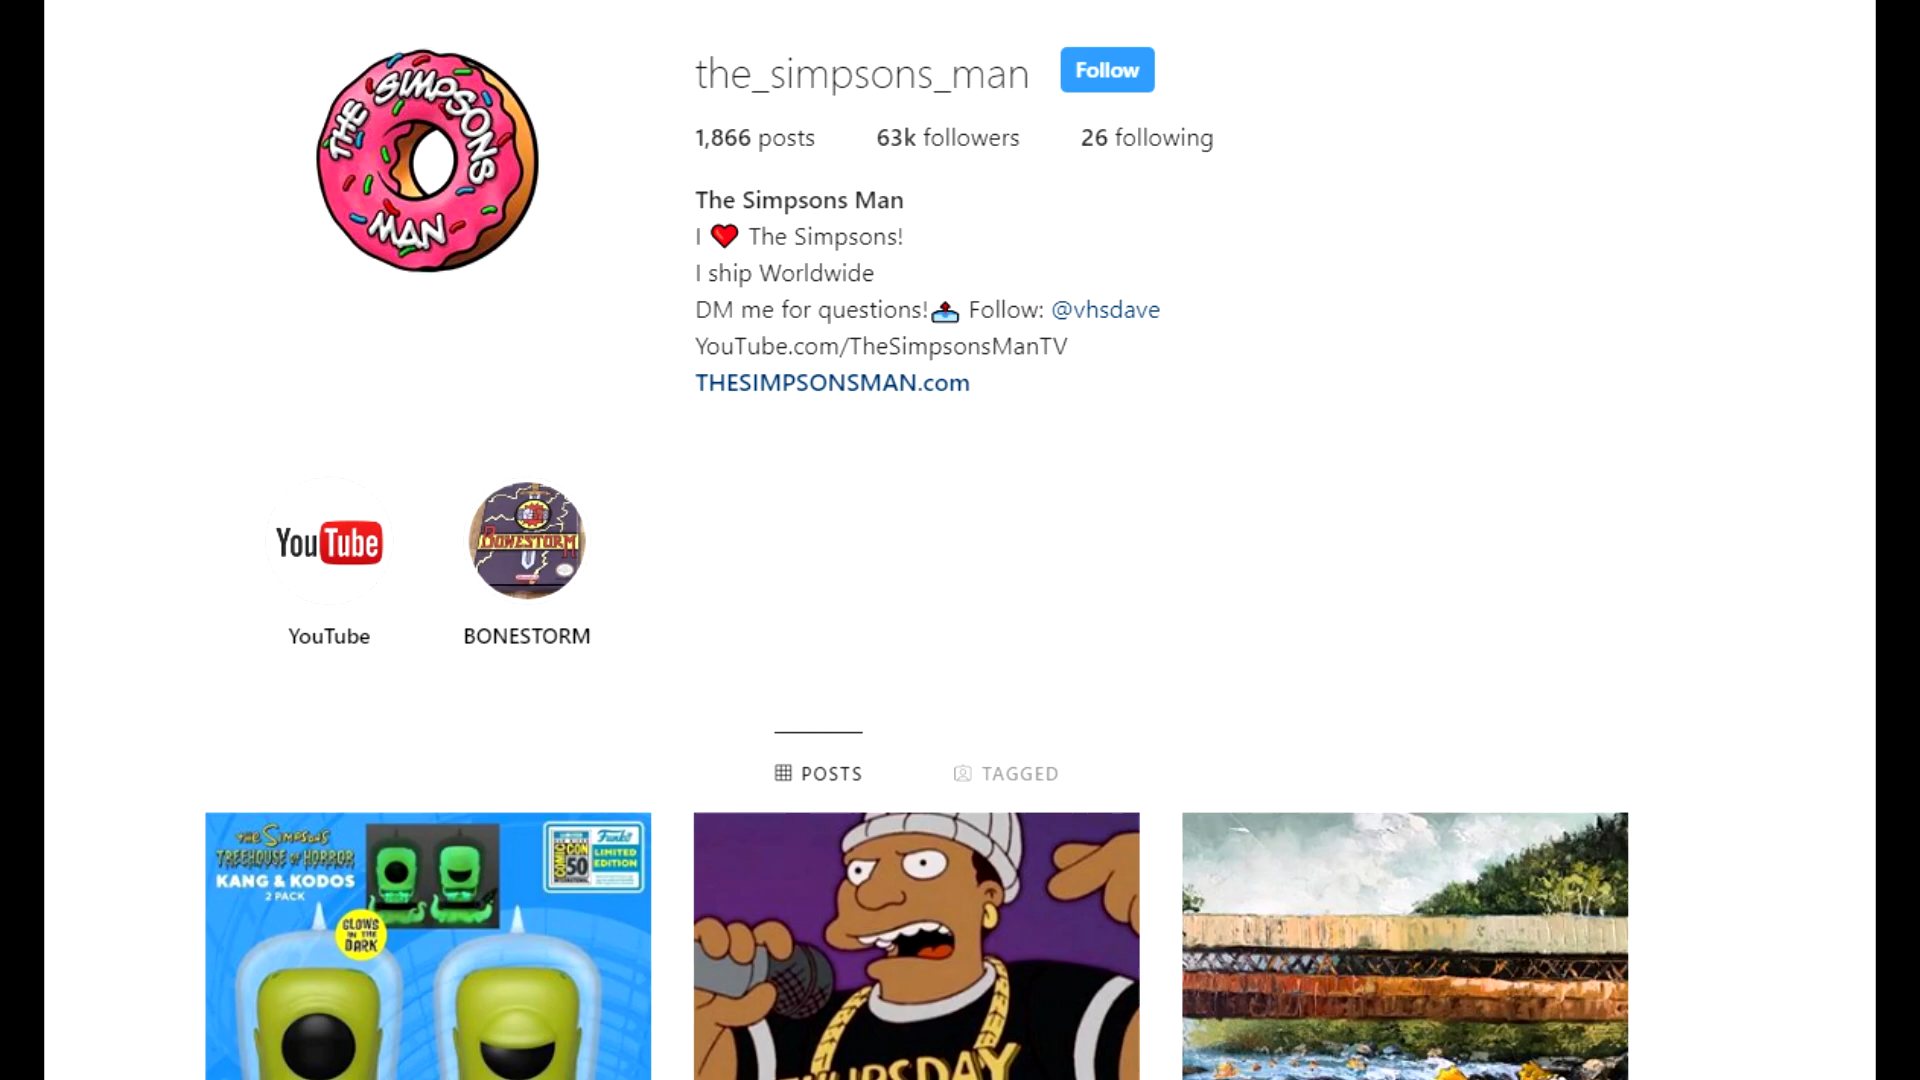 THE SIMPSONS MAN
the_simpsons_man
Follow
1,866 posts 63k followers 26 following
The Simpsons Man
I ❤ The Simpsons!
I ship Worldwide
DM me for questions!📤 Follow: @vhsdave
YouTube.com/TheSimpsonsManTV
THESIMPSONSMAN.com
YouTube
BONESTORM
YouTube
BONESTORM
POSTS
TAGGED
THE SIMPSONS
TREEHOUSE of HORROR
KANG & KODOS
2 PACK
GLOWS
IN THE
DARK
COMIC CON
50
INTERNATIONAL
Funko
LIMITED
EDITION